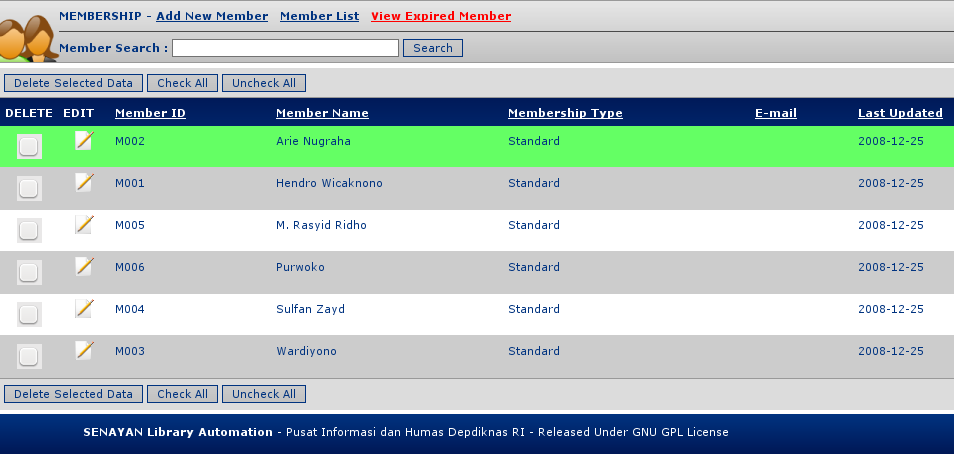 MEMBERSHIP - Add New Member Member List View Expired Member
Member Search : Search
Delete Selected Data Check All Uncheck All
DELETE EDIT Member ID Member Name Membership Type E-mail Last Updated
M002 Arie Nugraha Standard 2008-12-25
M001 Hendro Wicaknono Standard 2008-12-25
M005 M. Rasyid Ridho Standard 2008-12-25
M006 Purwoko Standard 2008-12-25
M004 Sulfan Zayd Standard 2008-12-25
M003 Wardiyono Standard 2008-12-25
Delete Selected Data Check All Uncheck All
SENAYAN Library Automation - Pusat Informasi dan Humas Depdiknas RI - Released Under GNU GPL License